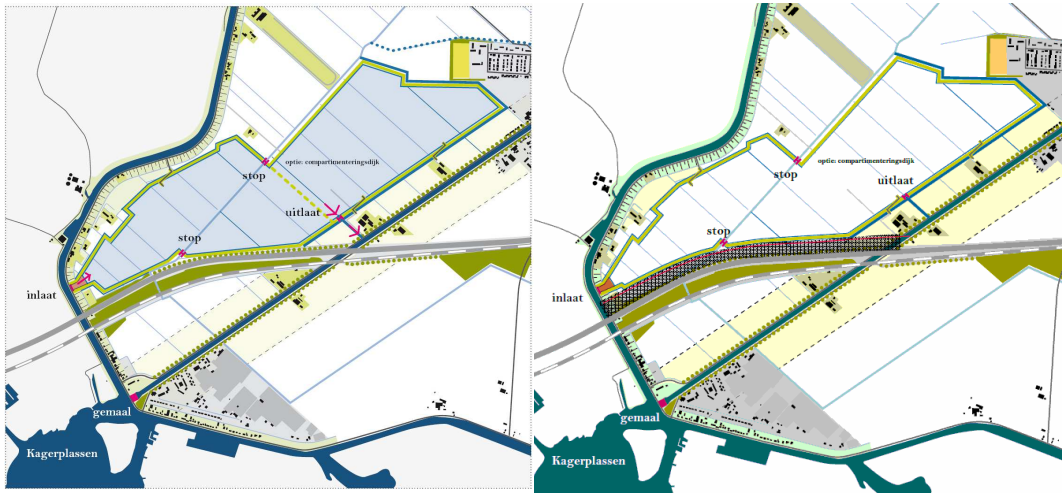 optie: compartimenteringsdijk
stop
uitlaat
stop
inlaat
gemaal
Kagerplassen
optie: compartimenteringsdijk
stop
uitlaat
stop
inlaat
gemaal
Kagerplassen